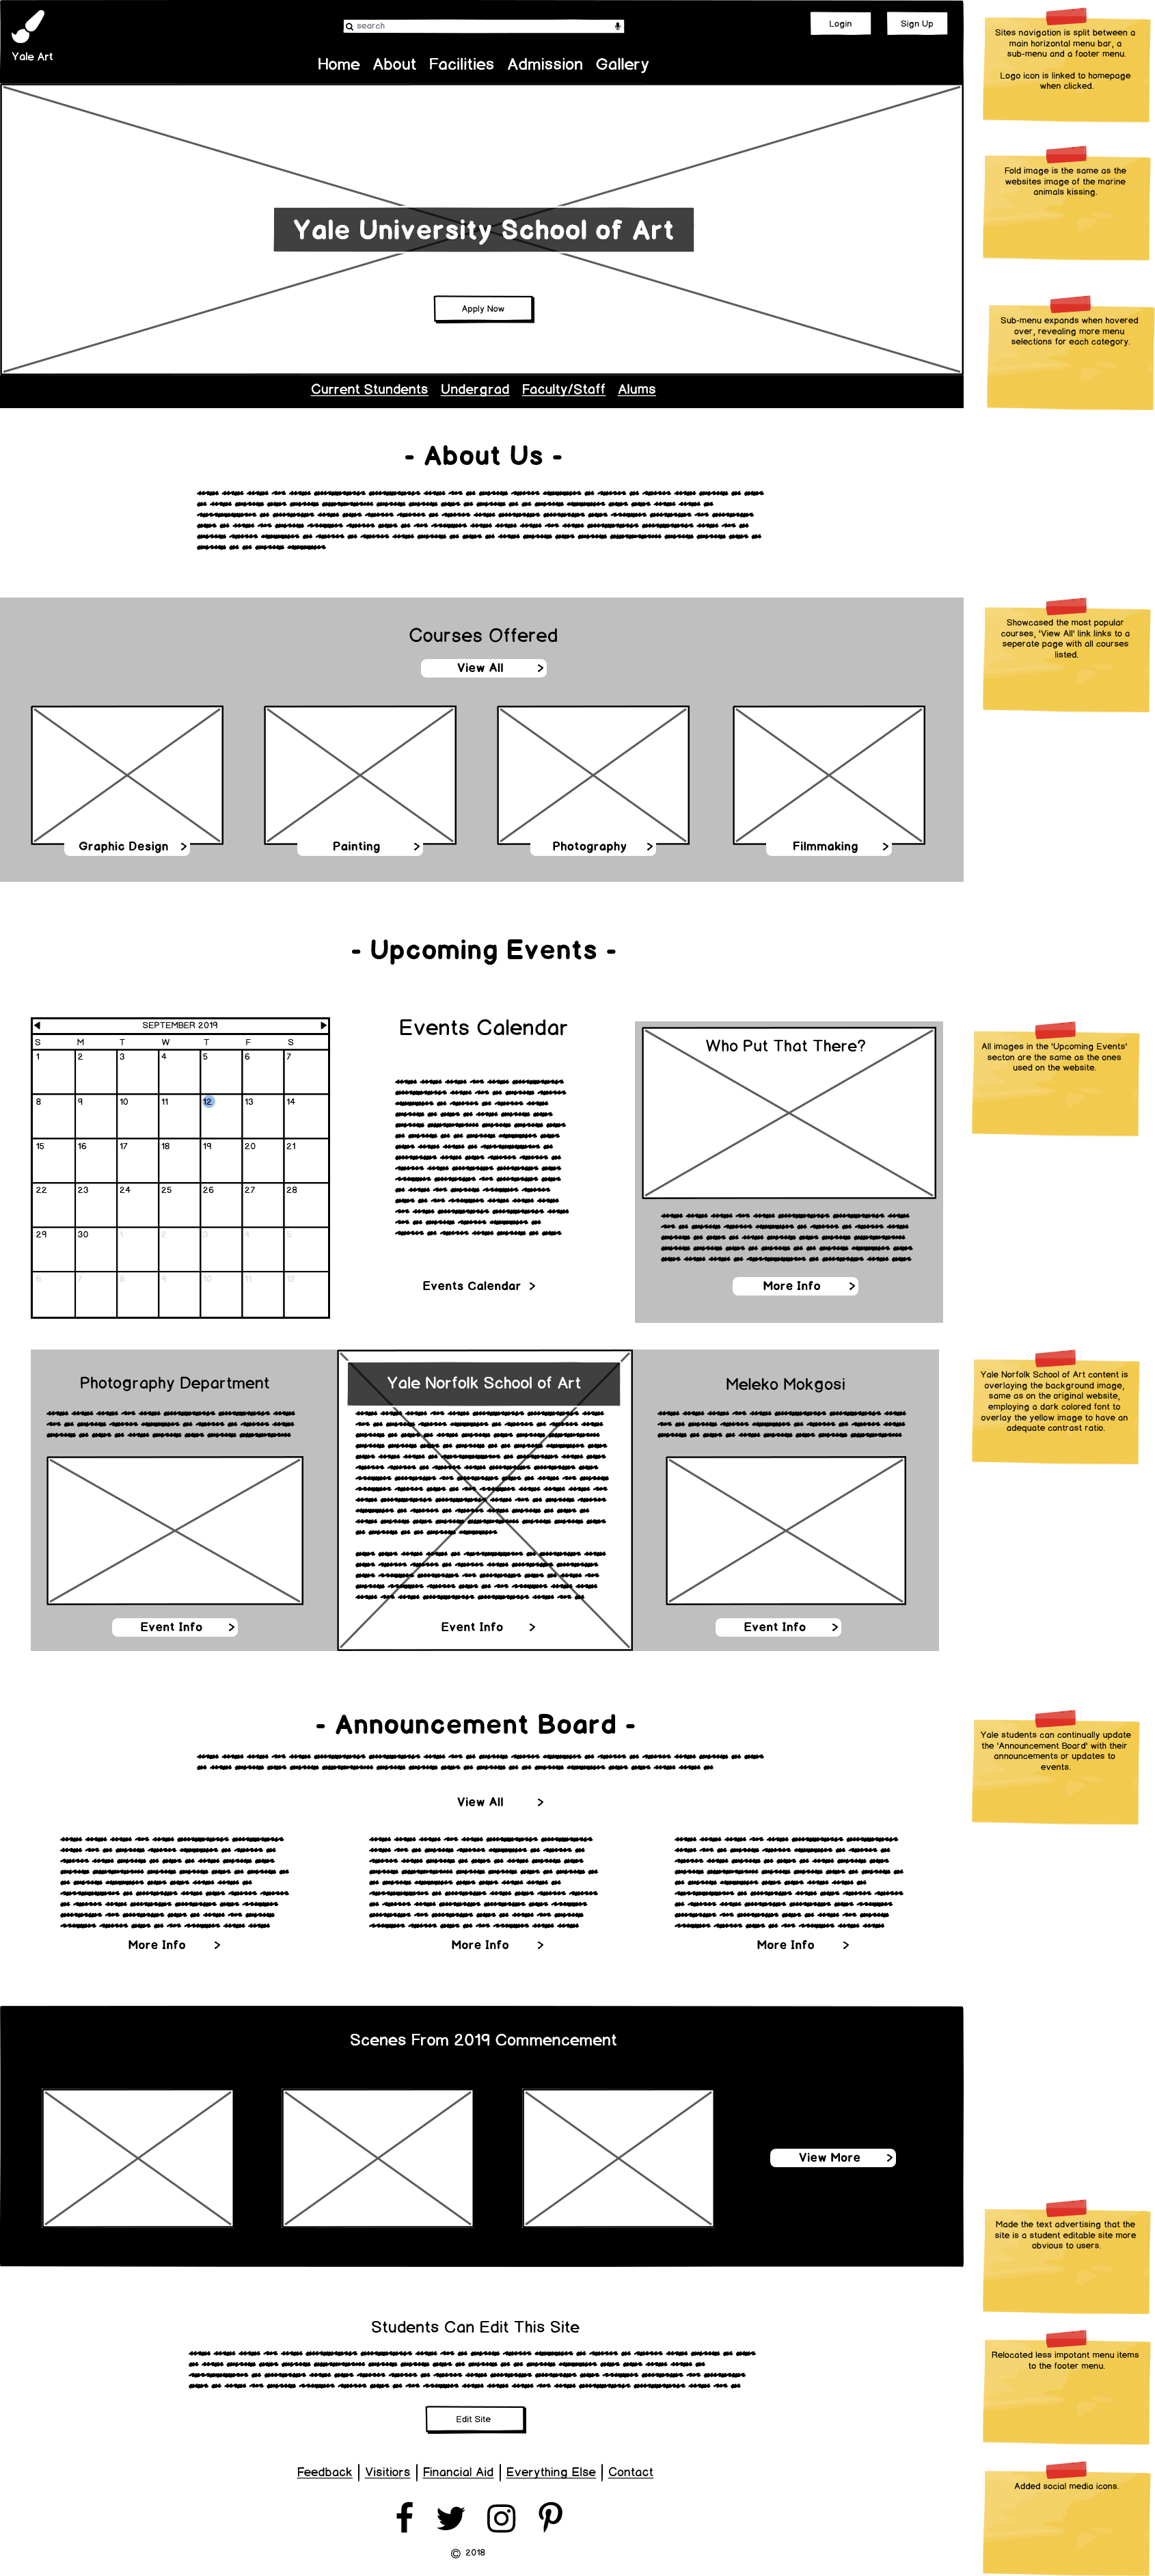 Yale Art
search
Login
Sign Up
Home About Facilities Admission Gallery
Yale University School of Art
Apply Now
Current Stundents Undergrad Faculty/Staff Alums
Sites navigation is split between a
main horizontal menu bar, a
sub-menu and a footer menu.
Logo icon is linked to homepage
when clicked.
Fold image is the same as the
websites image of the marine
animals kissing.
Sub-menu expands when hovered
over, revealing more menu
selections for each category.
- About Us -
Courses Offered
View All >
Graphic Design >
Painting >
Photography >
Filmmaking >
Showcased the most popular
courses, 'View All' link links to a
seperate page with all courses
listed.
- Upcoming Events -
SEPTEMBER 2019
S M T W T F S
1 2 3 4 5 6 7
8 9 10 11 12 13 14
15 16 17 18 19 20 21
22 23 24 25 26 27 28
29 30 1 2 3 4 5
6 7 8 9 10 11 12
Events Calendar
Events Calendar >
Who Put That There?
More Info >
All images in the 'Upcoming Events'
secton are the same as the ones
used on the website.
Photography Department
Event Info >
Yale Norfolk School of Art
Event Info >
Meleko Mokgosi
Event Info >
Yale Norfolk School of Art content is
overlaying the background image,
same as on the original website,
employing a dark colored font to
overlay the yellow image to have an
adequate contrast ratio.
- Announcement Board -
View All >
More Info >
More Info >
More Info >
Yale students can continually update
the 'Announcement Board' with their
announcements or updates to
events.
Scenes From 2019 Commencement
View More >
Made the text advertising that the
site is a student editable site more
obvious to users.
Students Can Edit This Site
Edit Site
Relocated less impotant menu items
to the footer menu.
Feedback | Visitiors | Financial Aid | Everything Else | Contact
Added social media icons.
© 2018